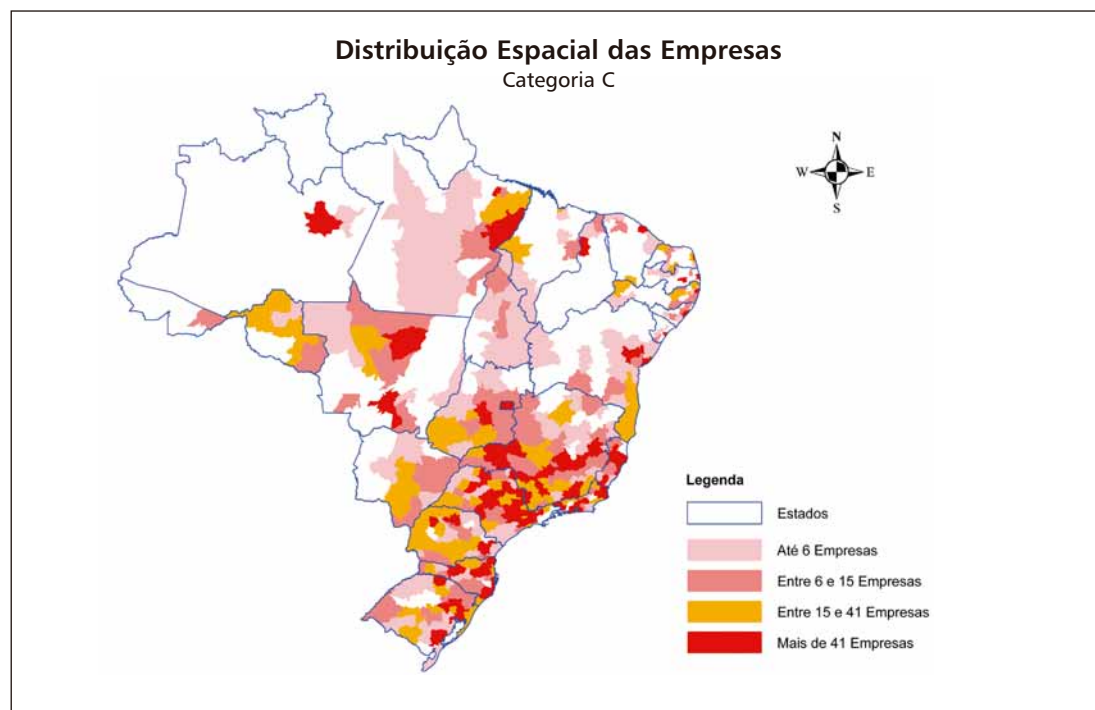 Distribuição Espacial das Empresas
Categoria C
N
W E
S
Legenda
Estados
Até 6 Empresas
Entre 6 e 15 Empresas
Entre 15 e 41 Empresas
Mais de 41 Empresas